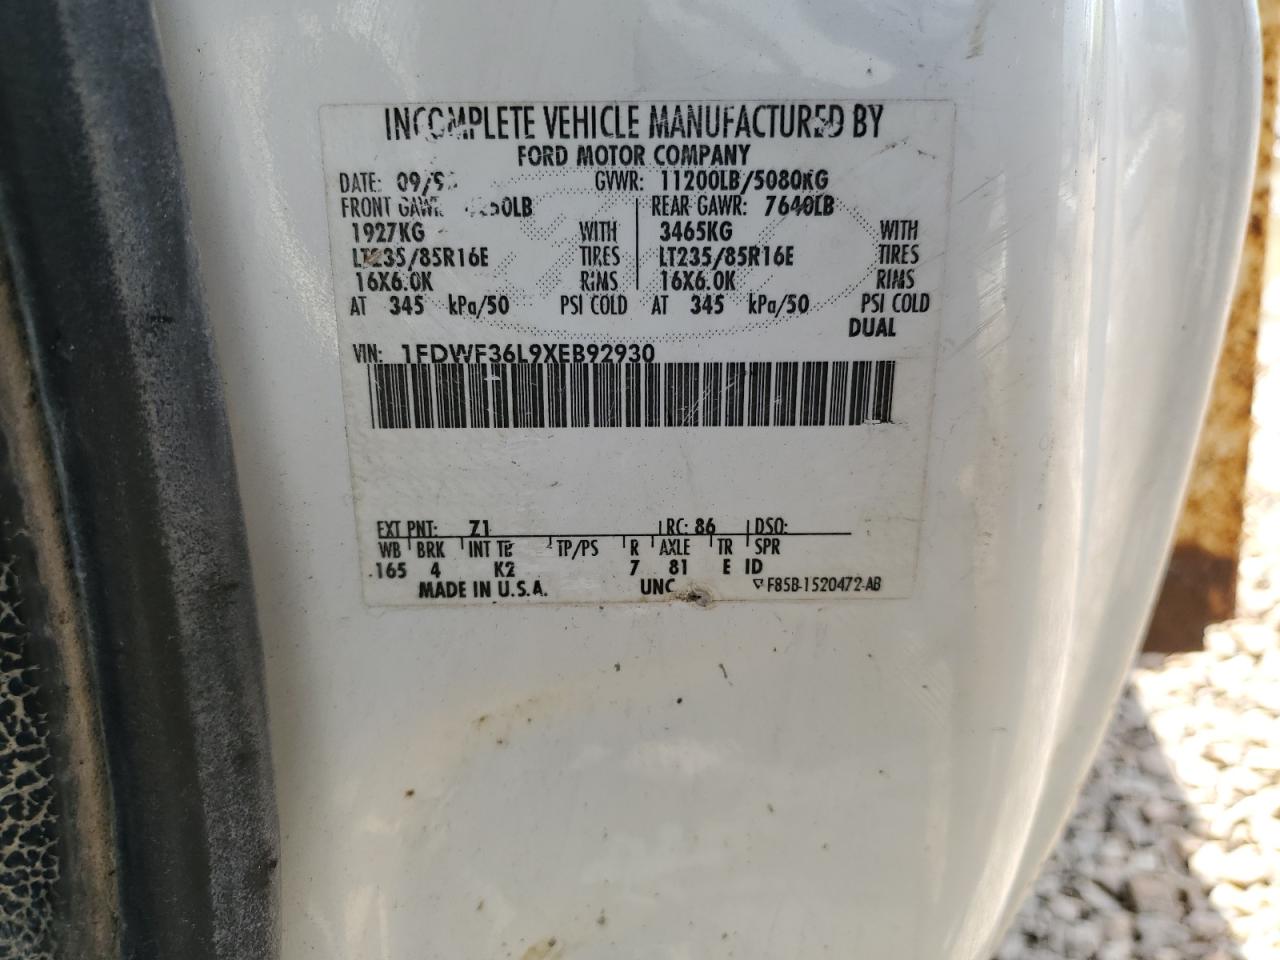 INCOMPLETE VEHICLE MANUFACTURED BY
FORD MOTOR COMPANY
DATE: GVWR: 11200LB/5080KG
FRONT GAWR: REAR GAWR: 7640LB
1927KG WITH 3465KG WITH
LT235/85R16E TIRES LT235/85R16E TIRES
16X6.0K RIMS 16X6.0K RIMS
AT 345 kPa/50 PSI COLD AT 345 kPa/50 PSI COLD
DUAL
VIN: 1FDWF36L9XEB92930
EXT PNT: Z1 RC: 86 DSO:
WB BRK INT TR TP/PS R AXLE TR SPR
165 4 K2 7 81 E ID
MADE IN U.S.A. UNC F85B-1520472-AB